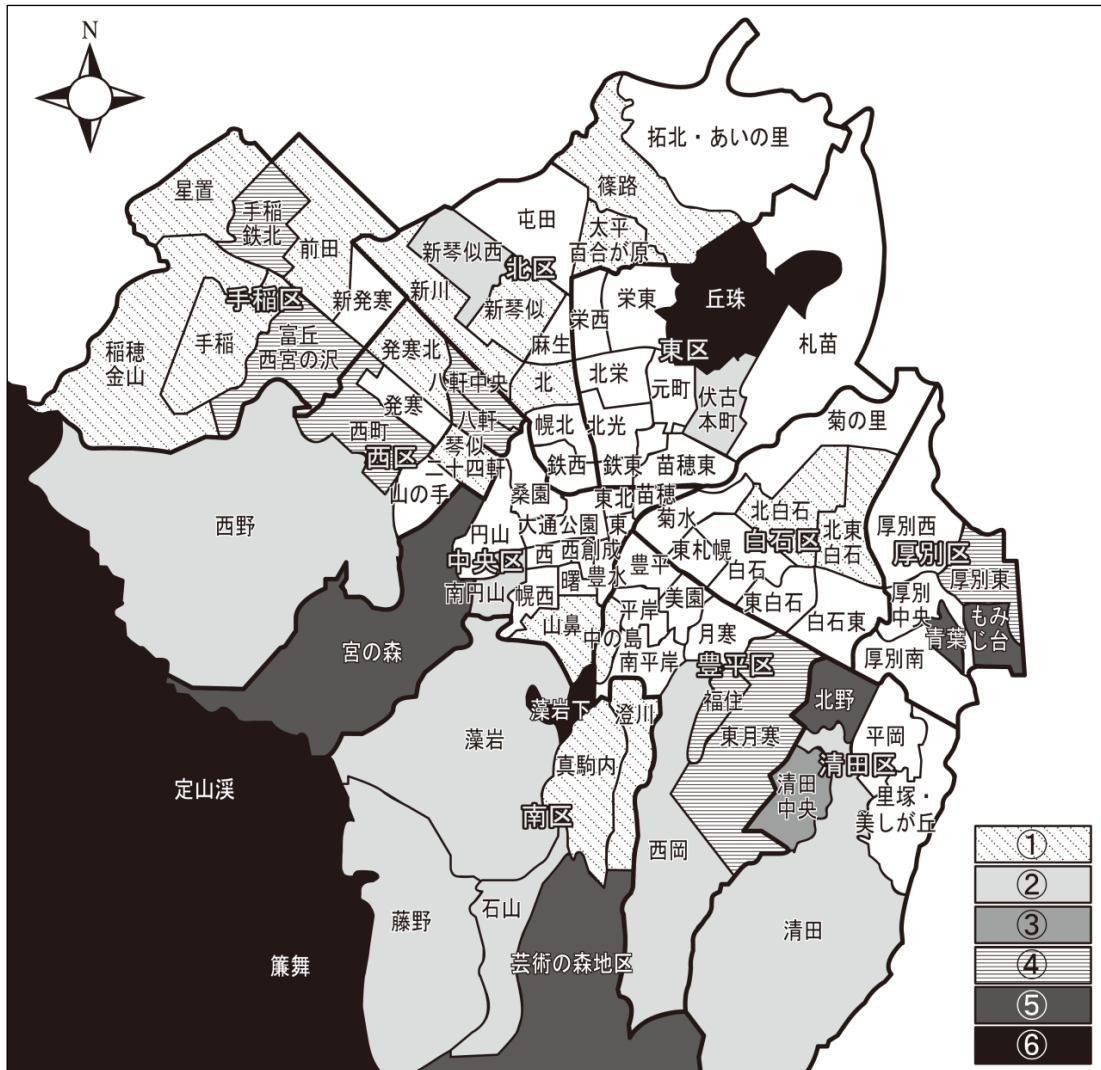 N
拓北・あいの里
篠路
星置
手稲
鉄北
前田
屯田
太平
百合が原
新琴似西
北区
新川
新琴似
丘珠
手稲区
新発寒
栄東
栄西
麻生
東区
札苗
稲穂
金山
手稲
富丘
西宮の沢
発寒北
八軒中央
北
北栄
元町
伏古
本町
発寒
八軒
幌北
北光
菊の里
西町
琴似
二十四軒
鉄西
鉄東
苗穂東
西区
山の手
桑園
東北
苗穂
北白石
北東
白石
厚別西
西野
円山
大通公園
東
菊水
白石区
厚別区
中央区
西
西創成
豊平
東札幌
白石
厚別東
南円山
幌西
曙
豊水
東白石
厚別
中央
もみ
じ台
山鼻
平岸
美園
白石東
青葉
宮の森
中の島
月寒
厚別南
南平岸
豊平区
藻岩下
澄川
福住
北野
藻岩
東月寒
平岡
真駒内
清田区
定山渓
清田
中央
里塚・
美しが丘
南区
西岡
①
②
石山
藤野
清田
③
簾舞
芸術の森地区
④
⑤
⑥